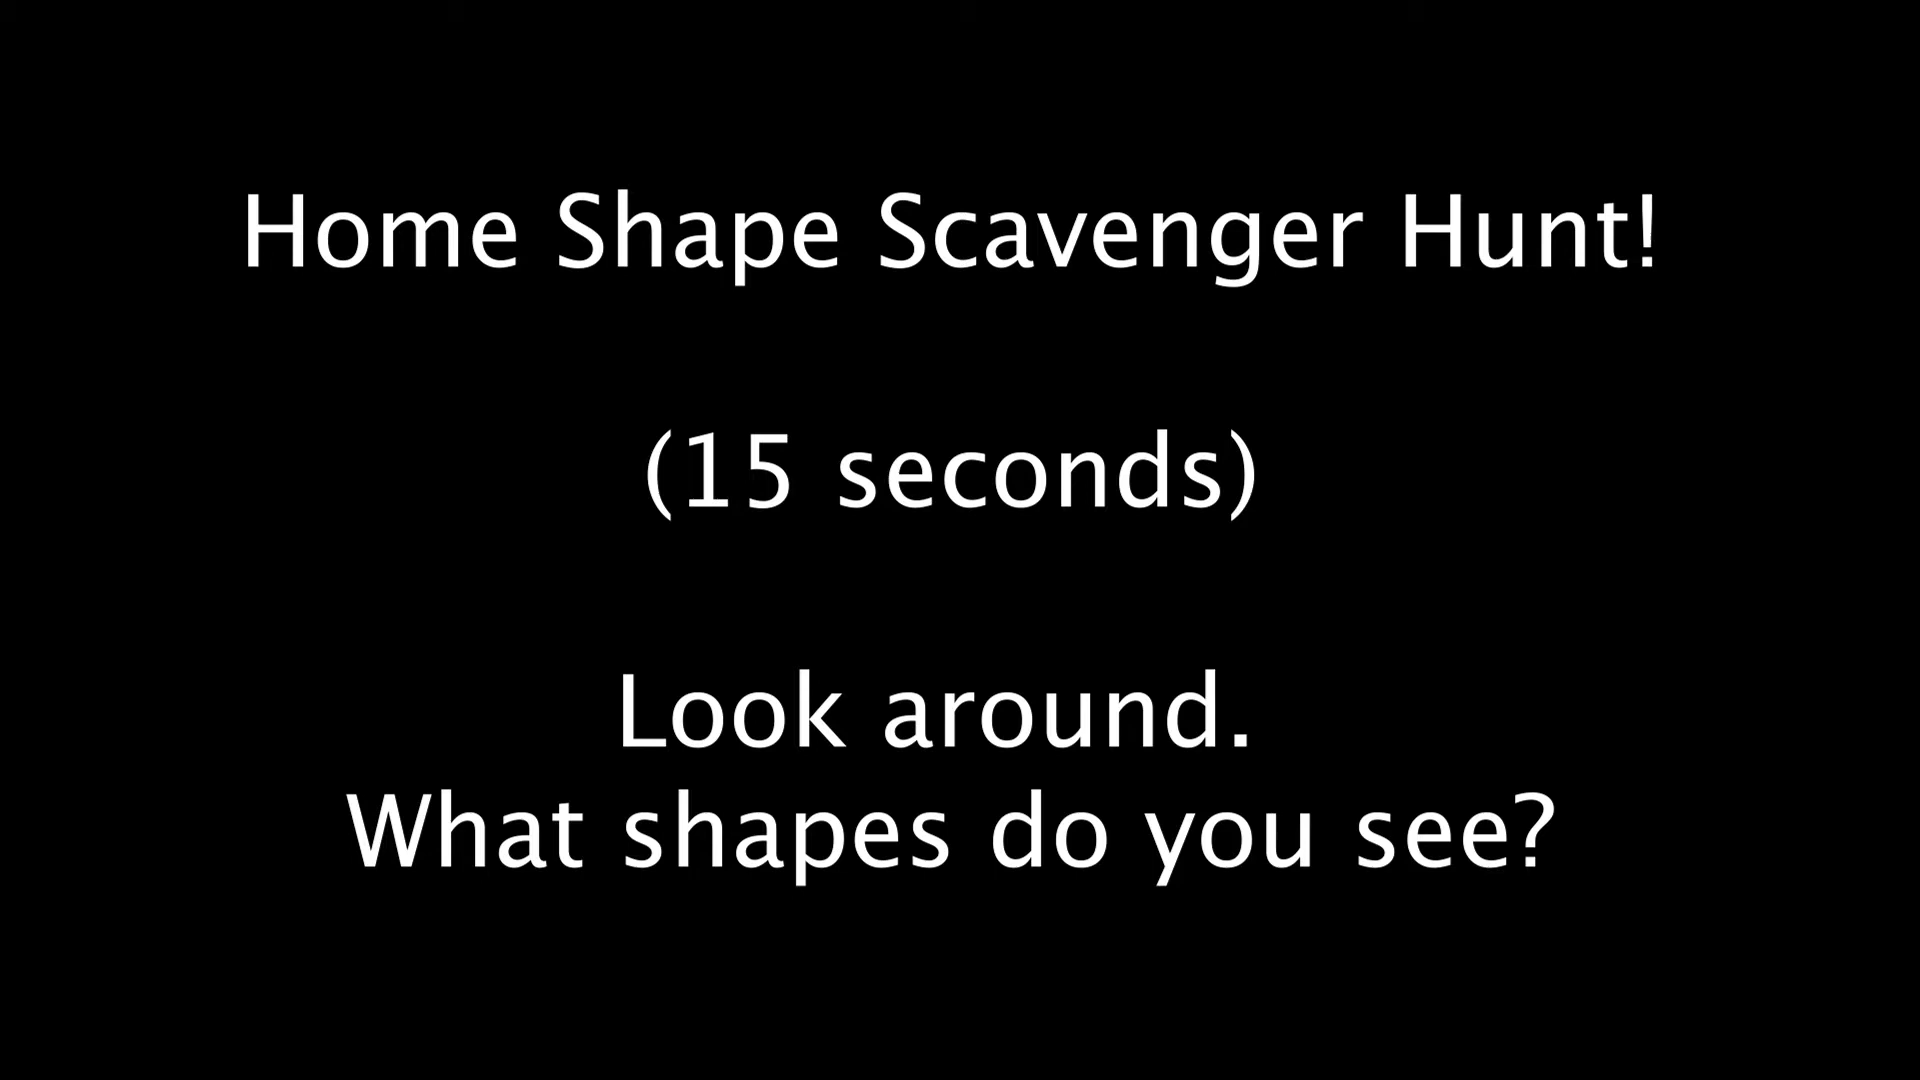 Home Shape Scavenger Hunt!
(15 seconds)
Look around.
What shapes do you see?